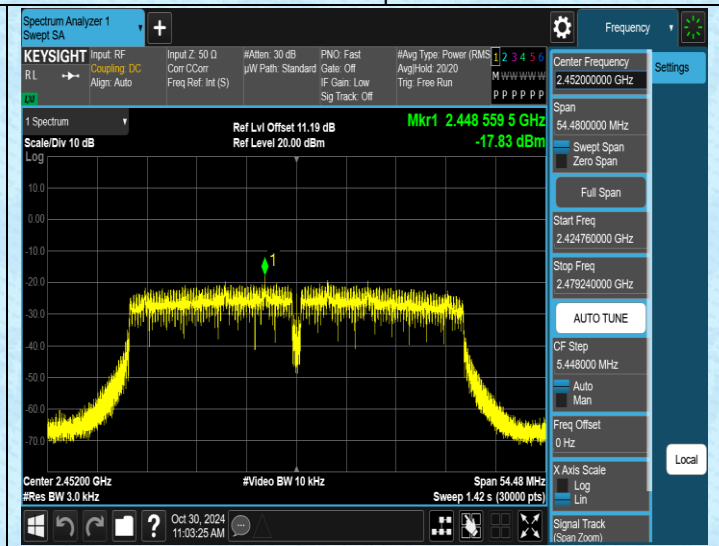 Spectrum Analyzer 1
Swept SA
+
Frequency
KEYSIGHT
RL
Input: RF
Coupling: DC
Align: Auto
Input Z: 50 Ω
Corr CCorr
Freq Ref: Int (S)
#Atten: 30 dB
µW Path: Standard
PNO: Fast
Gate: Off
IF Gain: Low
Sig Track: Off
#Avg Type: Power (RMS
Avg|Hold: 20/20
Trig: Free Run
1 2 3 4 5 6
M W W W W W
P P P P P P
1 Spectrum
Scale/Div 10 dB
Log
Ref Lvl Offset 11.19 dB
Ref Level 20.00 dBm
Mkr1 2.448 559 5 GHz
-17.83 dBm
10.0
0.00
-10.0
-20.0
-30.0
-40.0
-50.0
-60.0
-70.0
1
Center 2.45200 GHz
#Res BW 3.0 kHz
#Video BW 10 kHz
Span 54.48 MHz
Sweep 1.42 s (30000 pts)
Oct 30, 2024
11:03:25 AM
Center Frequency
2.452000000 GHz
Span
54.4800000 MHz
Swept Span
Zero Span
Full Span
Start Freq
2.424760000 GHz
Stop Freq
2.479240000 GHz
AUTO TUNE
CF Step
5.448000 MHz
Auto
Man
Freq Offset
0 Hz
X Axis Scale
Log
Lin
Signal Track
(Span Zoom)
Settings
Local